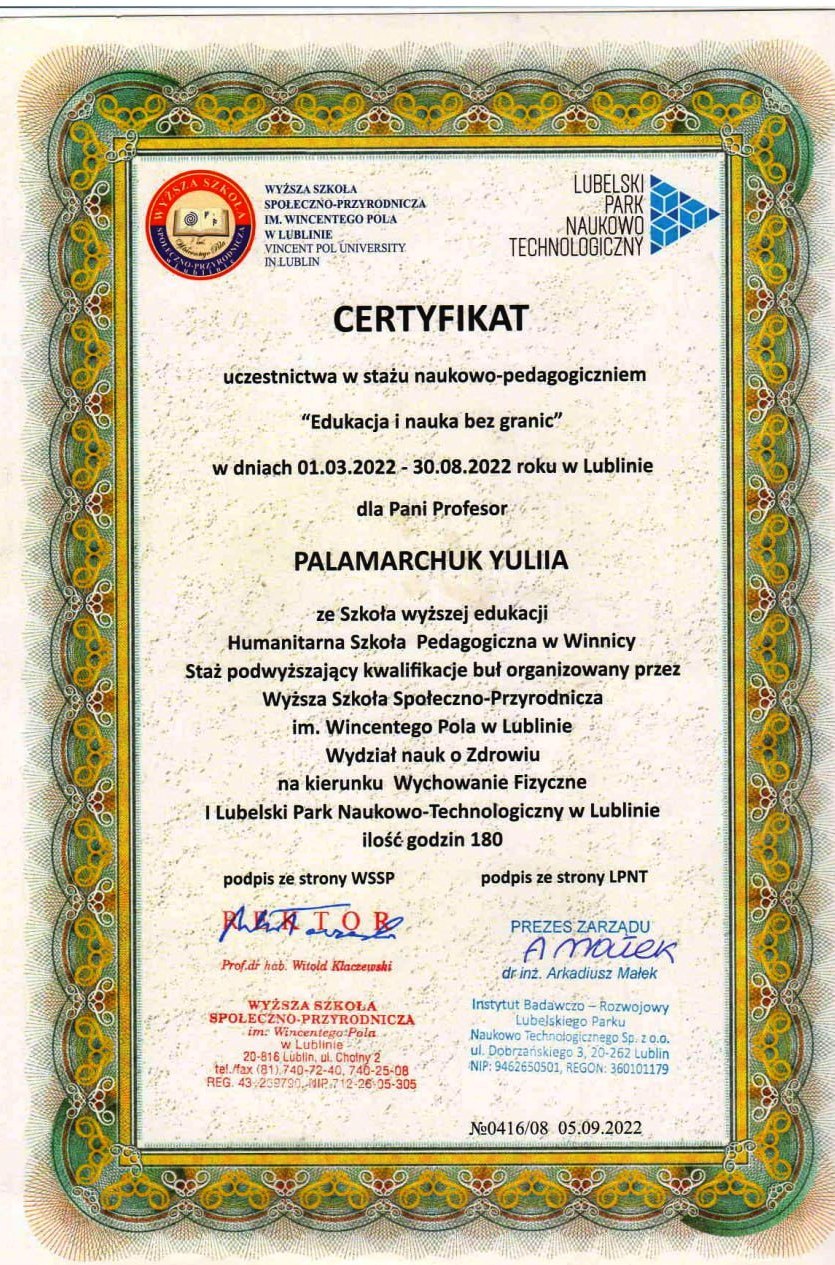 WYŻSZA SZKOŁA
SPOŁECZNO-PRZYRODNICZA
w Lublinie
Wincentego Pola
WYŻSZA SZKOŁA
SPOŁECZNO-PRZYRODNICZA
IM. WINCENTEGO POLA
W LUBLINIE
VINCENT POL UNIVERSITY
IN LUBLIN
LUBELSKI
PARK
NAUKOWO
TECHNOLOGICZNY
CERTYFIKAT
uczestnictwa w stażu naukowo-pedagogiczniem
“Edukacja i nauka bez granic”
w dniach 01.03.2022 - 30.08.2022 roku w Lublinie
dla Pani Profesor
PALAMARCHUK YULIIA
ze Szkoła wyższej edukacji
Humanitarna Szkoła Pedagogiczna w Winnicy
Staż podwyższający kwalifikacje buł organizowany przez
Wyższa Szkoła Społeczno-Przyrodnicza
im. Wincentego Pola w Lublinie
Wydział nauk o Zdrowiu
na kierunku Wychowanie Fizyczne
I Lubelski Park Naukowo-Technologiczny w Lublinie
ilość godzin 180
podpis ze strony WSSP
podpis ze strony LPNT
REKTOR
Prof.dr hab. Witold Kłaczewski
WYŻSZA SZKOŁA
SPOŁECZNO-PRZYRODNICZA
im. Wincentego Pola
w Lublinie
20-816 Lublin, ul. Choiny 2
tel./fax (81) 740-72-40, 740-25-08
REG. NIP 712-26-05-305
PREZES ZARZĄDU
A Małek
dr inż. Arkadiusz Małek
Instytut Badawczo – Rozwojowy
Lubelskiego Parku
Naukowo Technologicznego Sp. z o.o.
ul. Dobrzańskiego 3, 20-262 Lublin
NIP: 9462650501, REGON: 360101179
№0416/08 05.09.2022